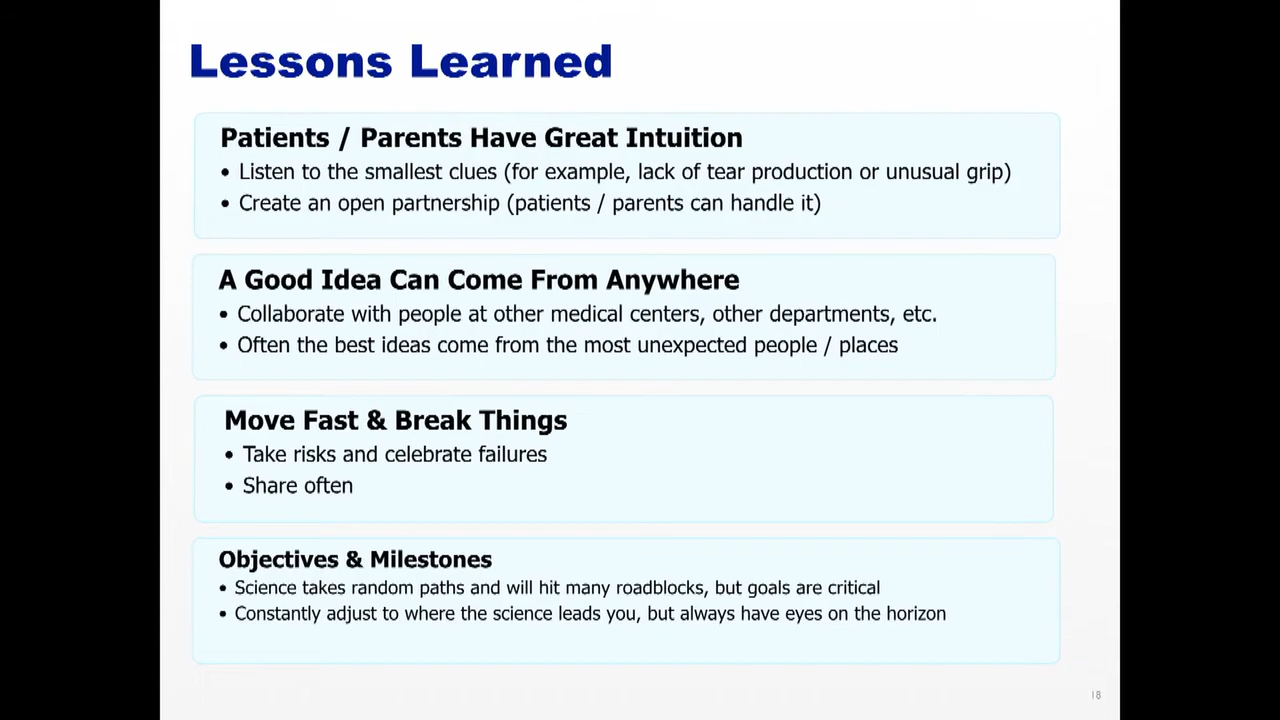 Lessons Learned
Patients / Parents Have Great Intuition
• Listen to the smallest clues (for example, lack of tear production or unusual grip)
• Create an open partnership (patients / parents can handle it)
A Good Idea Can Come From Anywhere
• Collaborate with people at other medical centers, other departments, etc.
• Often the best ideas come from the most unexpected people / places
Move Fast & Break Things
• Take risks and celebrate failures
• Share often
Objectives & Milestones
• Science takes random paths and will hit many roadblocks, but goals are critical
• Constantly adjust to where the science leads you, but always have eyes on the horizon
18